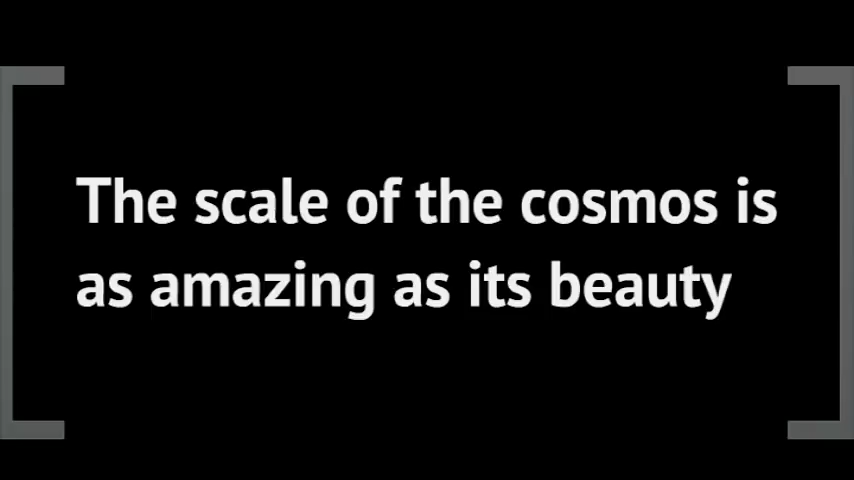 The scale of the cosmos is
as amazing as its beauty